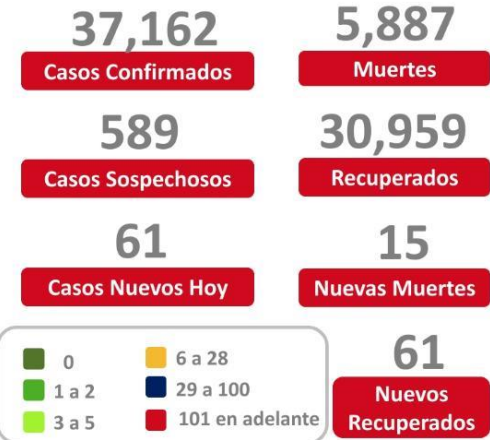 37,162
Casos Confirmados
5,887
Muertes
589
Casos Sospechosos
30,959
Recuperados
61
Casos Nuevos Hoy
15
Nuevas Muertes
0
1 a 2
3 a 5
6 a 28
29 a 100
101 en adelante
61
Nuevos
Recuperados